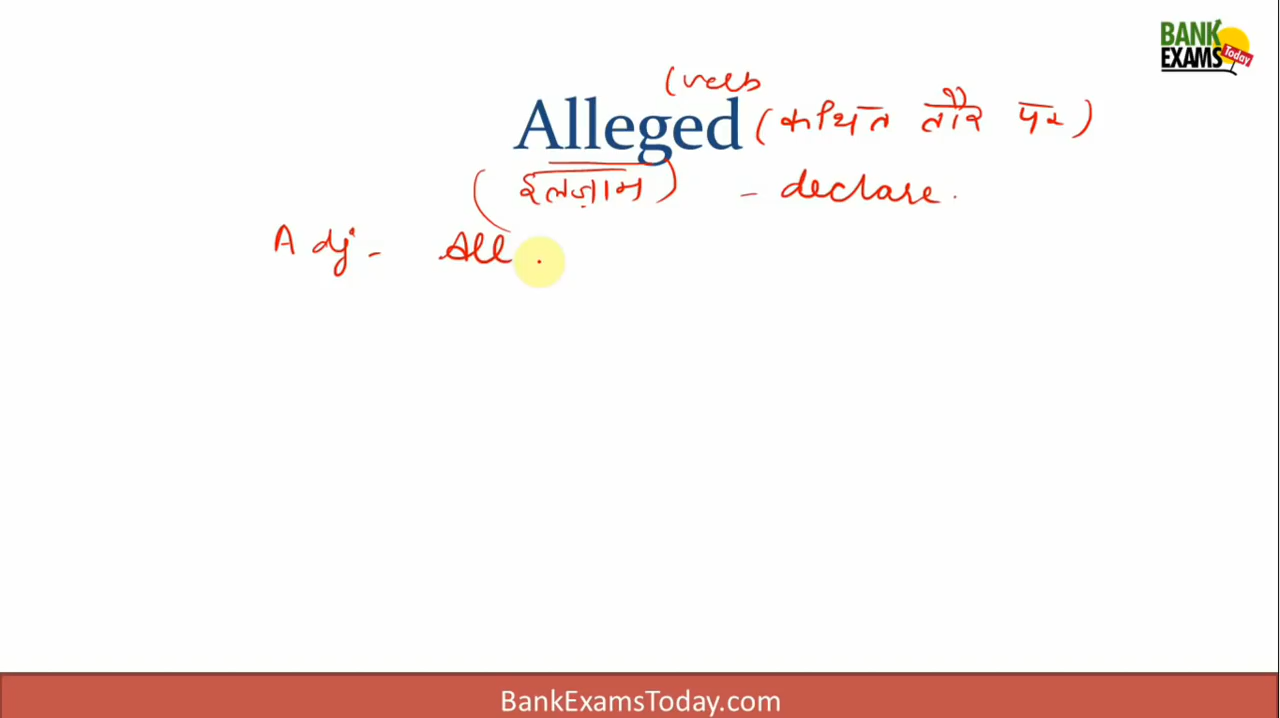 BANK
EXAMS Today
(verb
Alleged (कथित तौर पर)
(इलज़ाम) - declare.
Adj - All.
BankExamsToday.com